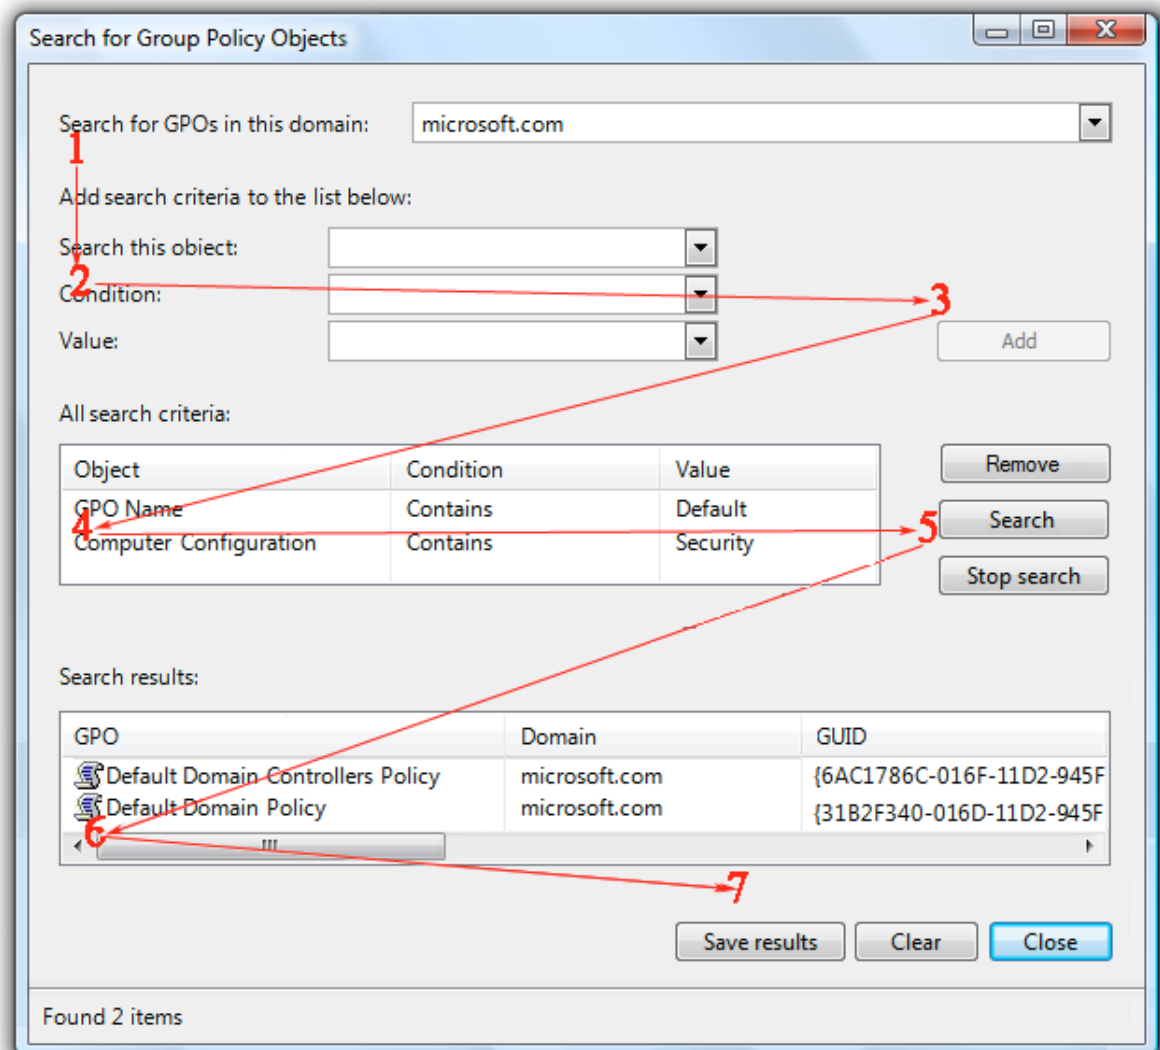 Search for Group Policy Objects
Search for GPOs in this domain: microsoft.com
1
Add search criteria to the list below:
Search this object:
2
Condition:
3
Value:
Add
All search criteria:
Object Condition Value
Remove
GPO Name Contains Default
4
5
Search
Computer Configuration Contains Security
Stop search
Search results:
GPO Domain GUID
Default Domain Controllers Policy microsoft.com {6AC1786C-016F-11D2-945F
Default Domain Policy microsoft.com {31B2F340-016D-11D2-945F
6
7
Save results Clear Close
Found 2 items